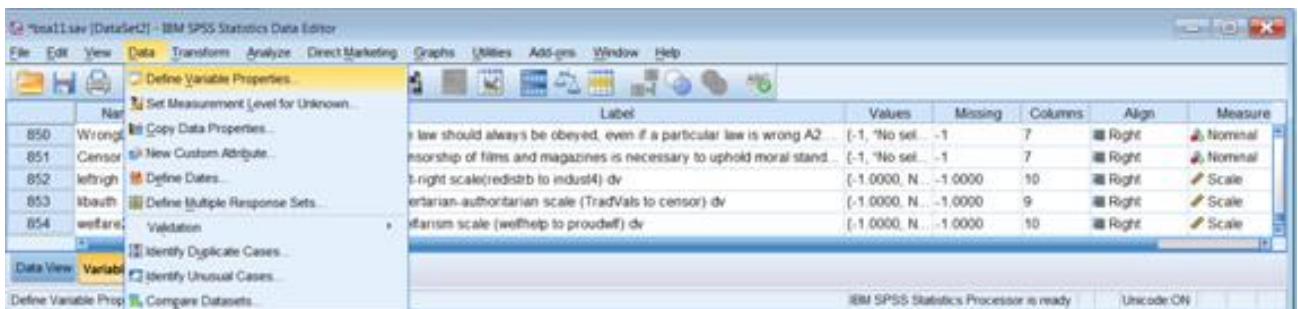 *bsa11.sav [DataSet2] - IBM SPSS Statistics Data Editor
File Edit View Data Transform Analyze Direct Marketing Graphs Utilities Add-ons Window Help
Define Variable Properties...
Set Measurement Level for Unknown...
Copy Data Properties...
New Custom Attribute...
Define Dates...
Define Multiple Response Sets...
Validation
Identify Duplicate Cases...
Identify Unusual Cases...
Compare Datasets...
Label Values Missing Columns Align Measure
850 law should always be obeyed, even if a particular law is wrong A2... {-1, "No sel... -1 7 Right Nominal
851 Censor nsorship of films and magazines is necessary to uphold moral stand... {-1, "No sel... -1 7 Right Nominal
852 leftrigh t-right scale(redistrb to indust4) dv {-1.0000, N... -1.0000 10 Right Scale
853 libauth ertarian-authoritarian scale (TradVals to censor) dv {-1.0000, N... -1.0000 9 Right Scale
854 elfarism scale (welfhelp to proudwlf) dv {-1.0000, N... -1.0000 10 Right Scale
Data View Variabl
Define Variable Prop IBM SPSS Statistics Processor is ready Unicode:ON